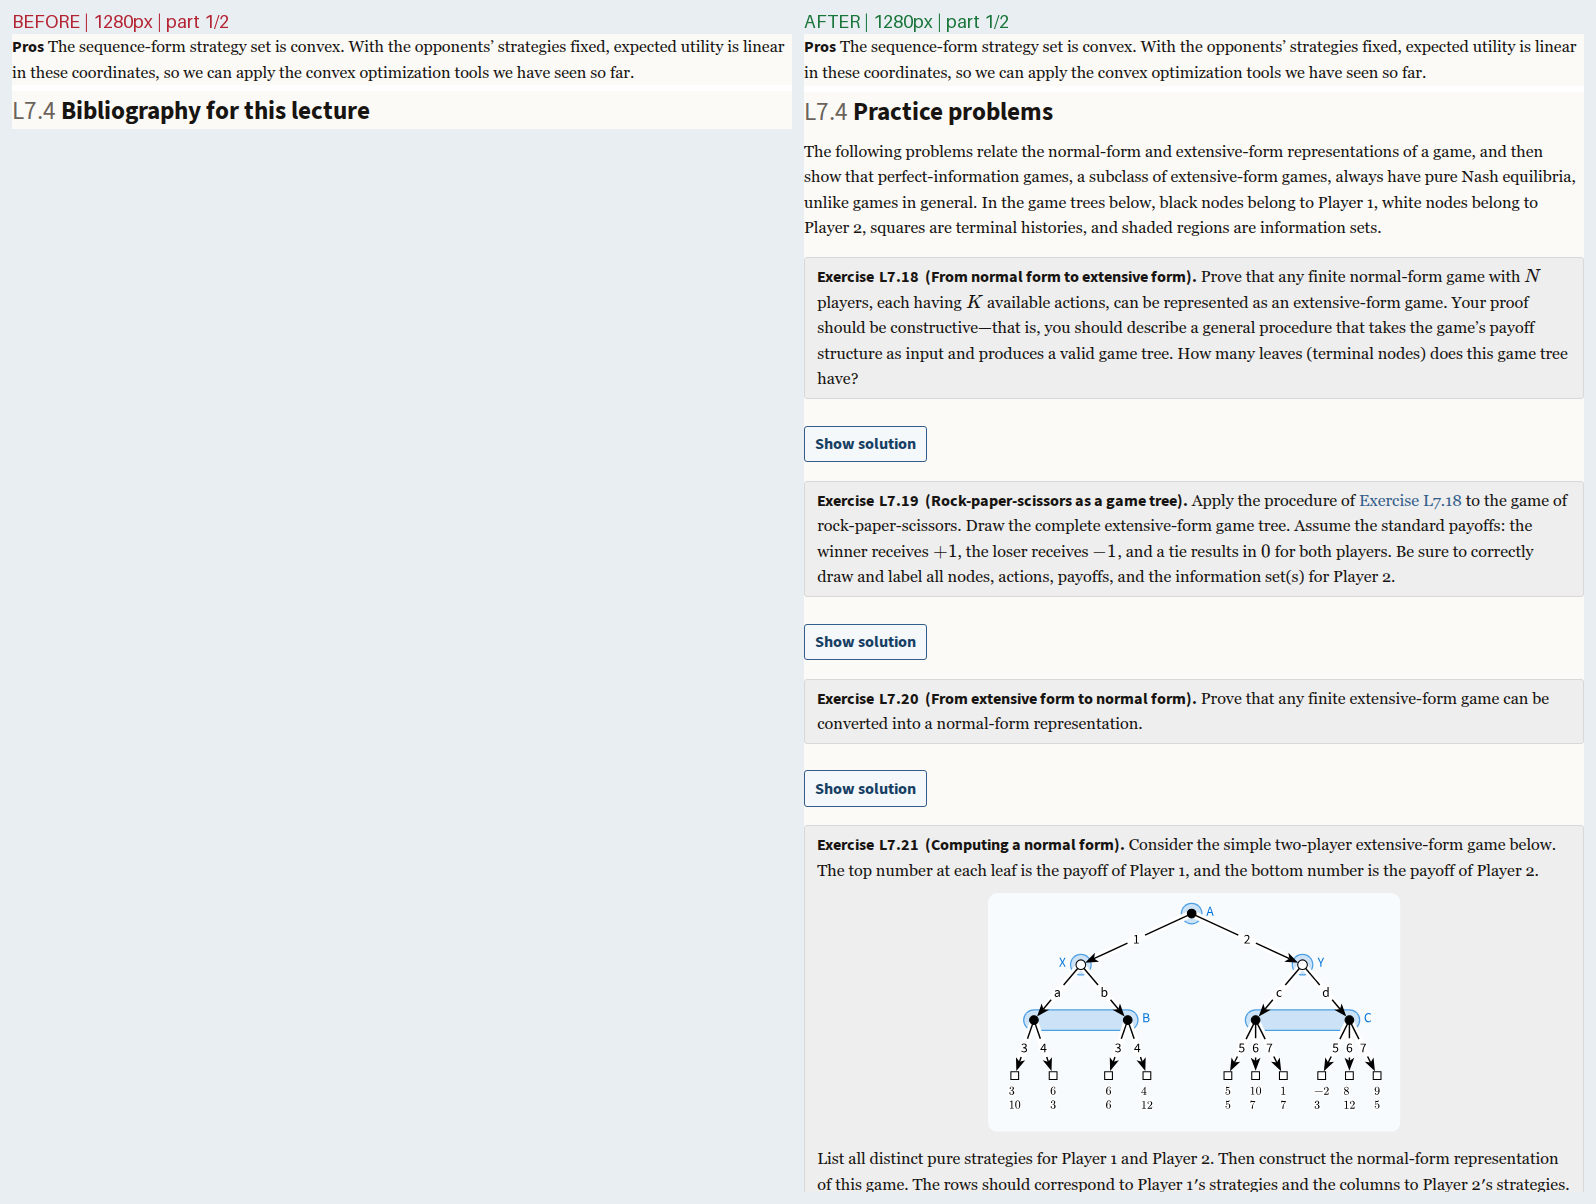 BEFORE | 1280px | part 1/2
Pros The sequence-form strategy set is convex. With the opponents’ strategies fixed, expected utility is linear
in these coordinates, so we can apply the convex optimization tools we have seen so far.
L7.4 Bibliography for this lecture
AFTER | 1280px | part 1/2
Pros The sequence-form strategy set is convex. With the opponents’ strategies fixed, expected utility is linear
in these coordinates, so we can apply the convex optimization tools we have seen so far.
L7.4 Practice problems
The following problems relate the normal-form and extensive-form representations of a game, and then
show that perfect-information games, a subclass of extensive-form games, always have pure Nash equilibria,
unlike games in general. In the game trees below, black nodes belong to Player 1, white nodes belong to
Player 2, squares are terminal histories, and shaded regions are information sets.
Exercise L7.18 (From normal form to extensive form). Prove that any finite normal-form game with N
players, each having K available actions, can be represented as an extensive-form game. Your proof
should be constructive—that is, you should describe a general procedure that takes the game’s payoff
structure as input and produces a valid game tree. How many leaves (terminal nodes) does this game tree
have?
Show solution
Exercise L7.19 (Rock-paper-scissors as a game tree). Apply the procedure of Exercise L7.18 to the game of
rock-paper-scissors. Draw the complete extensive-form game tree. Assume the standard payoffs: the
winner receives +1, the loser receives −1, and a tie results in 0 for both players. Be sure to correctly
draw and label all nodes, actions, payoffs, and the information set(s) for Player 2.
Show solution
Exercise L7.20 (From extensive form to normal form). Prove that any finite extensive-form game can be
converted into a normal-form representation.
Show solution
Exercise L7.21 (Computing a normal form). Consider the simple two-player extensive-form game below.
The top number at each leaf is the payoff of Player 1, and the bottom number is the payoff of Player 2.
A
1 2
X Y
a b c d
B C
3 4 3 4 5 6 7 5 6 7
3 6 6 4 5 10 1 −2 8 9
10 3 6 12 5 7 7 3 12 5
List all distinct pure strategies for Player 1 and Player 2. Then construct the normal-form representation
of this game. The rows should correspond to Player 1′s strategies and the columns to Player 2′s strategies.